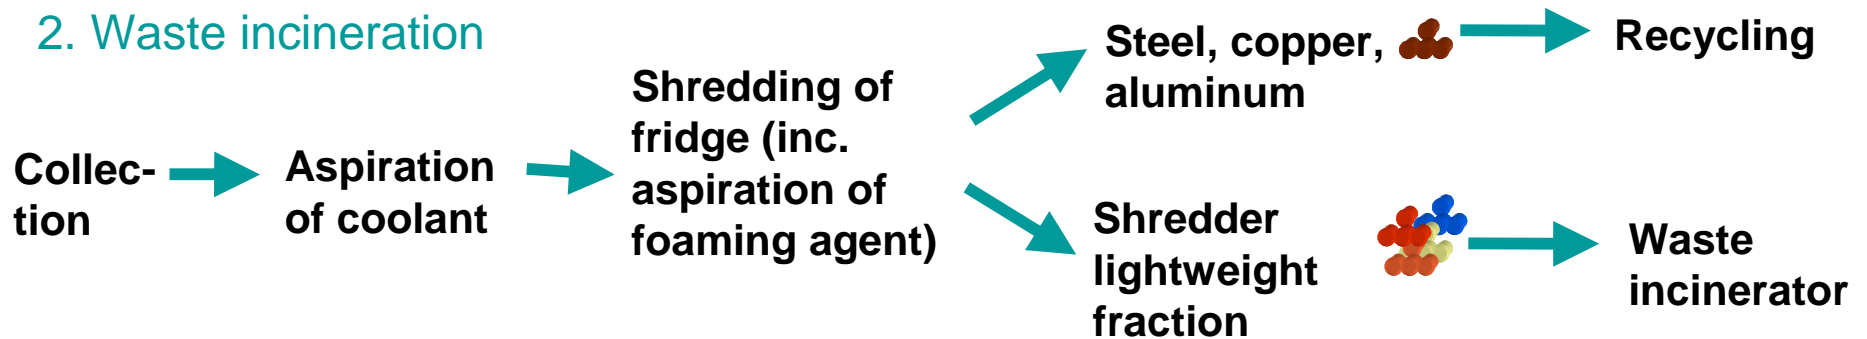 2. Waste incineration
Collec-
tion
Aspiration
of coolant
Shredding of
fridge (inc.
aspiration of
foaming agent)
Steel, copper,
aluminum
Recycling
Shredder
lightweight
fraction
Waste
incinerator